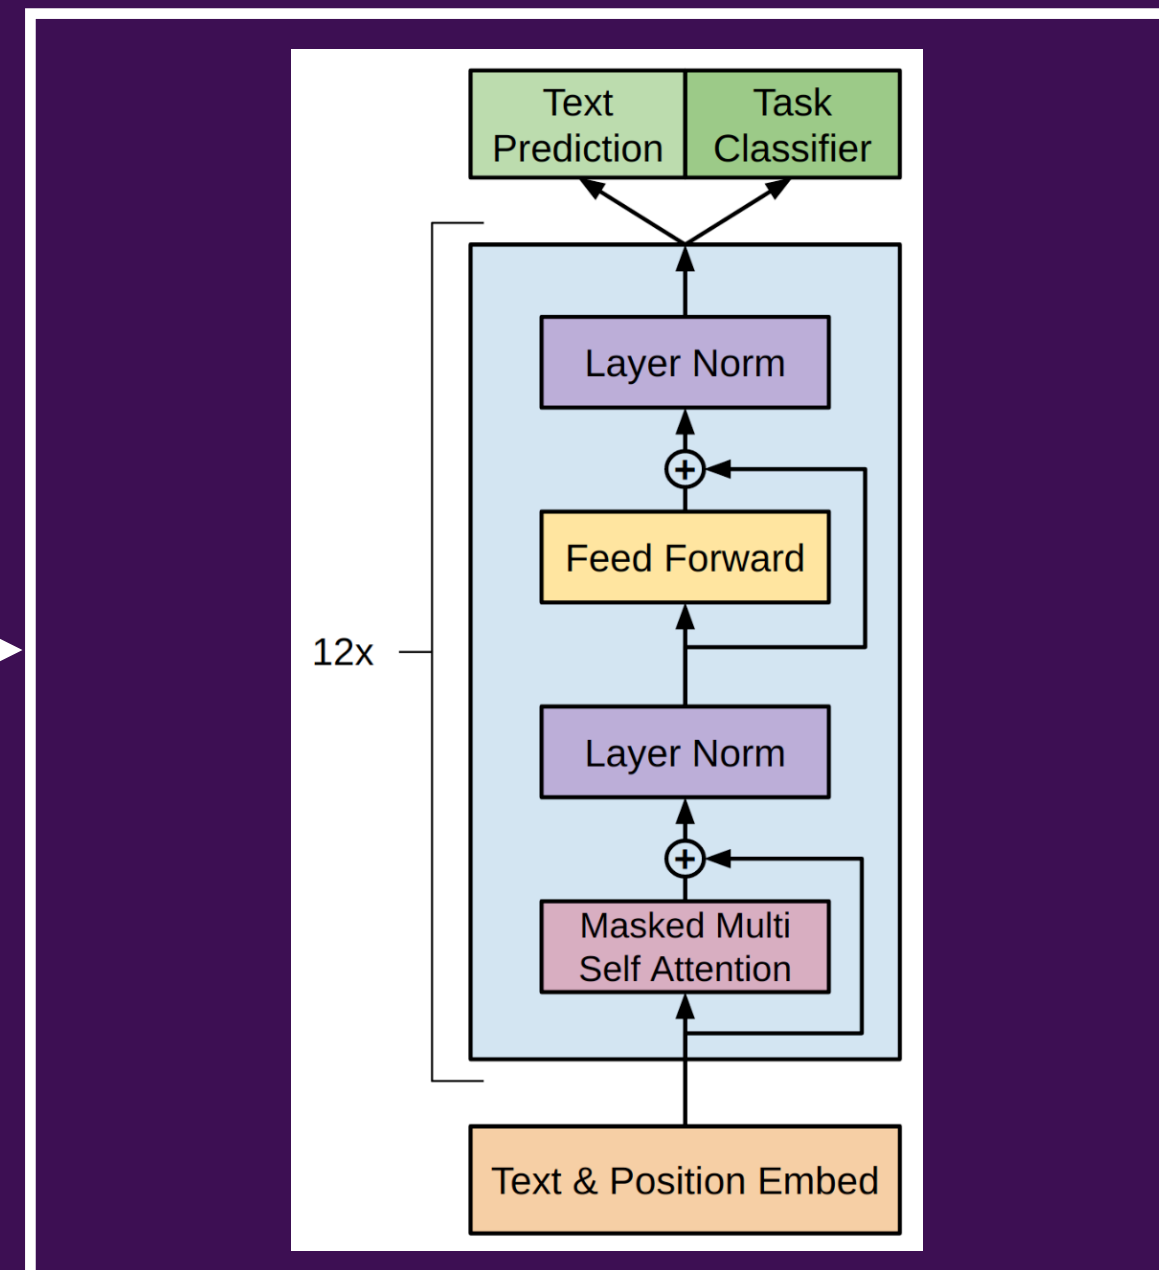 Text
Prediction
Task
Classifier
Layer Norm
+
Feed Forward
12x
Layer Norm
+
Masked Multi
Self Attention
Text & Position Embed